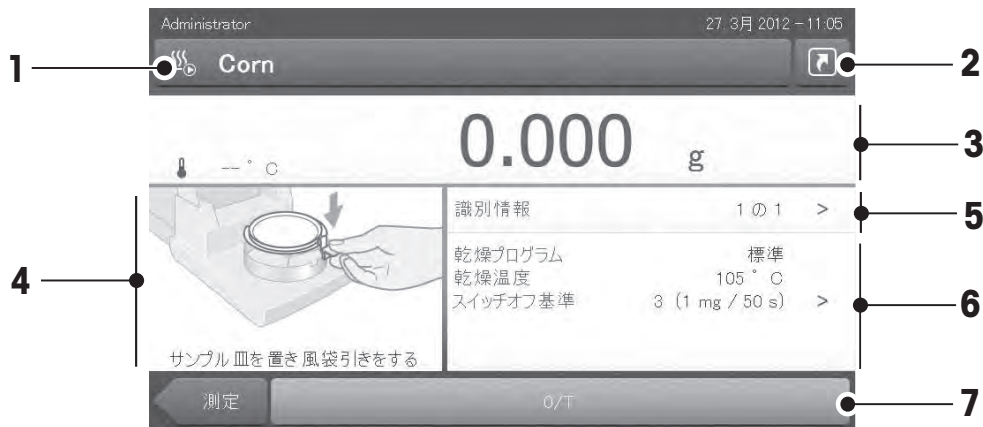 Administrator
27. 3月 2012 - 11:05
1
Corn
2
0.000 g
3
-- ° C
識別情報 1 の 1 >
5
乾燥プログラム 標準
乾燥温度 105 ° C
4
スイッチオフ基準 3 (1 mg / 50 s) >
6
サンプル皿を置き風袋引きをする
測定
0/T
7